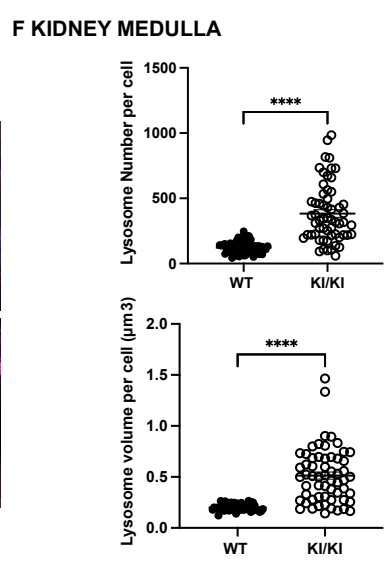 F KIDNEY MEDULLA
Lysosome Number per cell
1500
1000
500
0
****
WT
KI/KI
Lysosome volume per cell (µm3)
2.0
1.5
1.0
0.5
0.0
****
WT
KI/KI